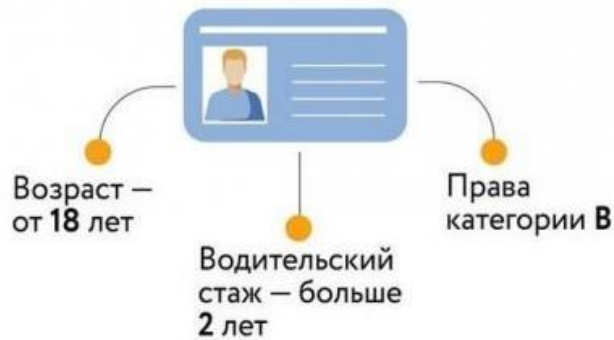 Возраст —
от 18 лет
Водительский
стаж — больше
2 лет
Права
категории B